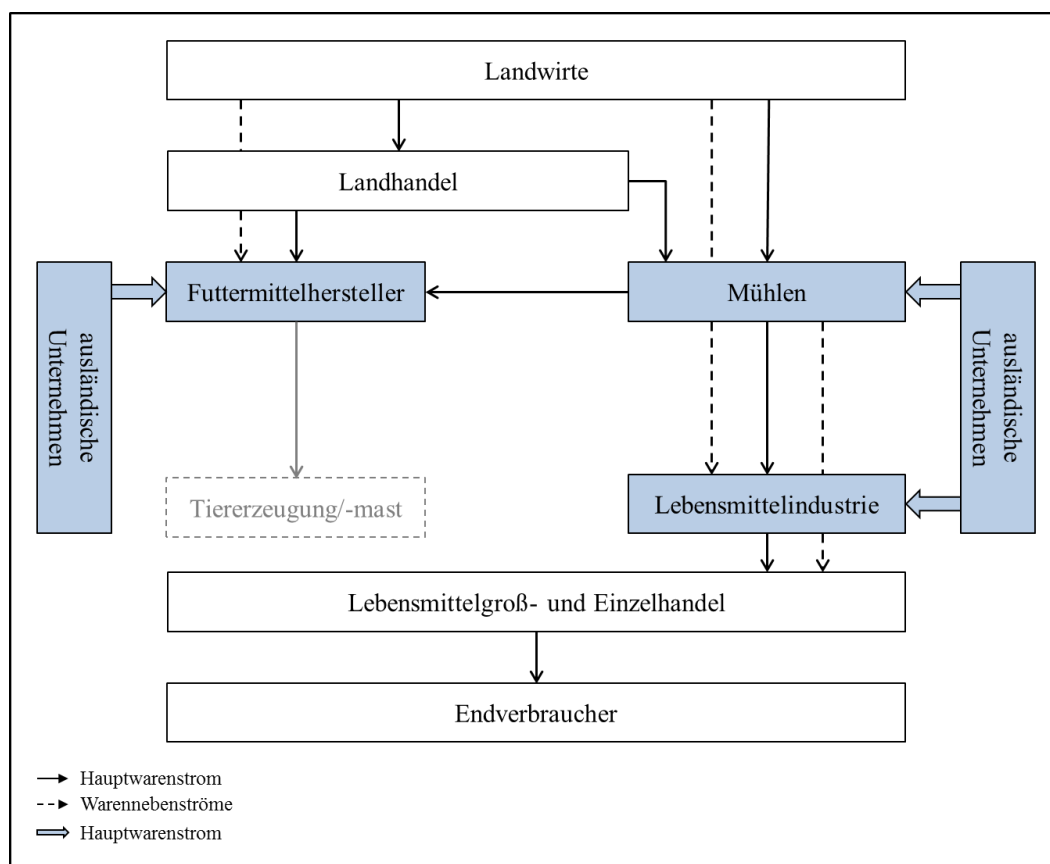 Landwirte
Landhandel
Futtermittelhersteller
Mühlen
ausländische
Unternehmen
ausländische
Unternehmen
Tiererzeugung/-mast
Lebensmittelindustrie
Lebensmittelgroß- und Einzelhandel
Endverbraucher
Hauptwarenstrom
Warennebenströme
Hauptwarenstrom